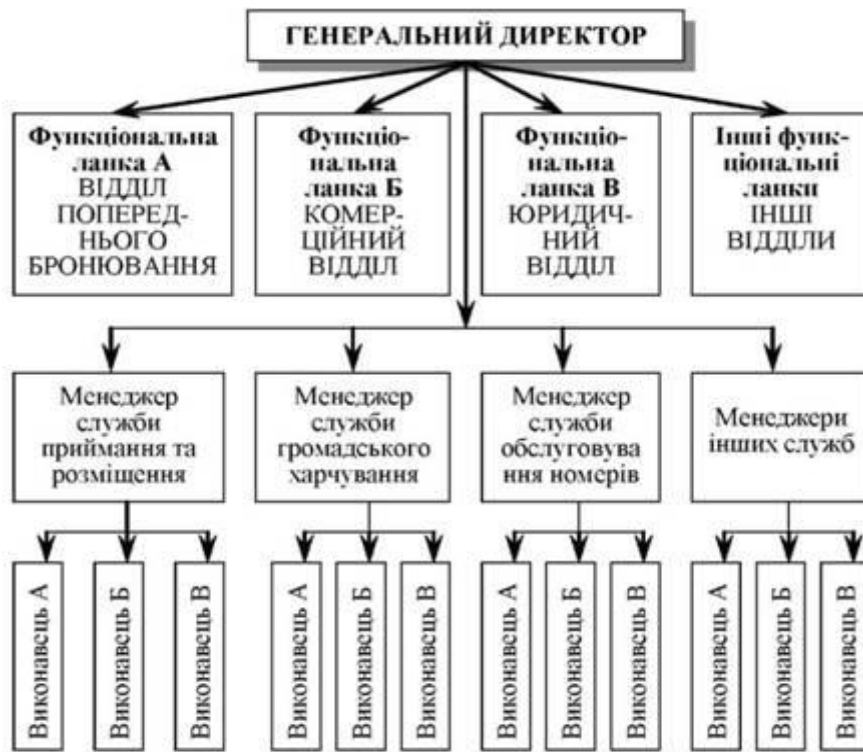 ГЕНЕРАЛЬНИЙ ДИРЕКТОР
Функціональна
ланка А
ВІДДІЛ
ПОПЕРЕД-
НЬОГО
БРОНЮВАННЯ
Функціо-
нальна
ланка Б
КОМЕР-
ЦІЙНИЙ
ВІДДІЛ
Функціо-
нальна
ланка В
ЮРИДИЧ-
НИЙ
ВІДДІЛ
Інші функ-
ціональні
ланки
ІНШІ
ВІДДІЛИ
Менеджер
служби
приймання та
розміщення
Менеджер
служби
громадського
харчування
Менеджер
служби
обслуговува
ння номерів
Менеджери
інших служб
Виконавець А
Виконавець Б
Виконавець В
Виконавець А
Виконавець Б
Виконавець В
Виконавець А
Виконавець Б
Виконавець В
Виконавець А
Виконавець Б
Виконавець В